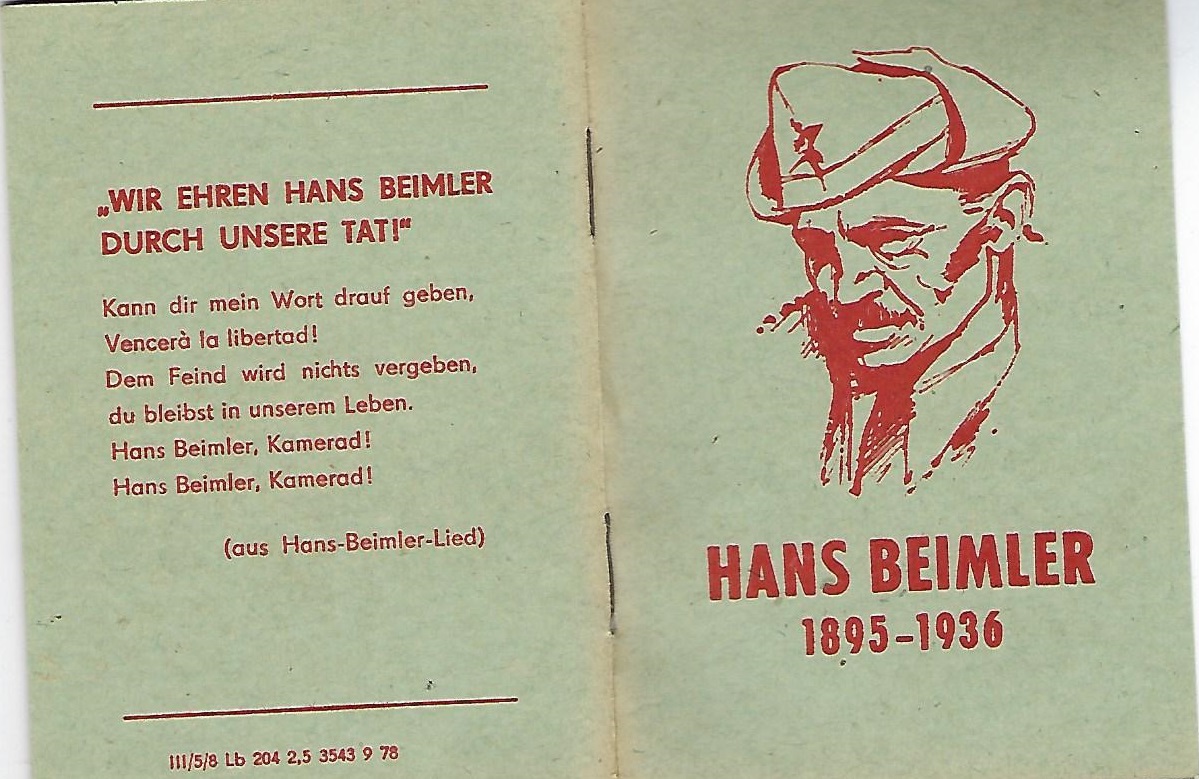 „WIR EHREN HANS BEIMLER
DURCH UNSERE TAT!“
Kann dir mein Wort drauf geben,
Vencerà la libertad!
Dem Feind wird nichts vergeben,
du bleibst in unserem Leben.
Hans Beimler, Kamerad!
Hans Beimler, Kamerad!
(aus Hans-Beimler-Lied)
III/5/8 Lb 204 2,5 3543 9 78
HANS BEIMLER
1895–1936